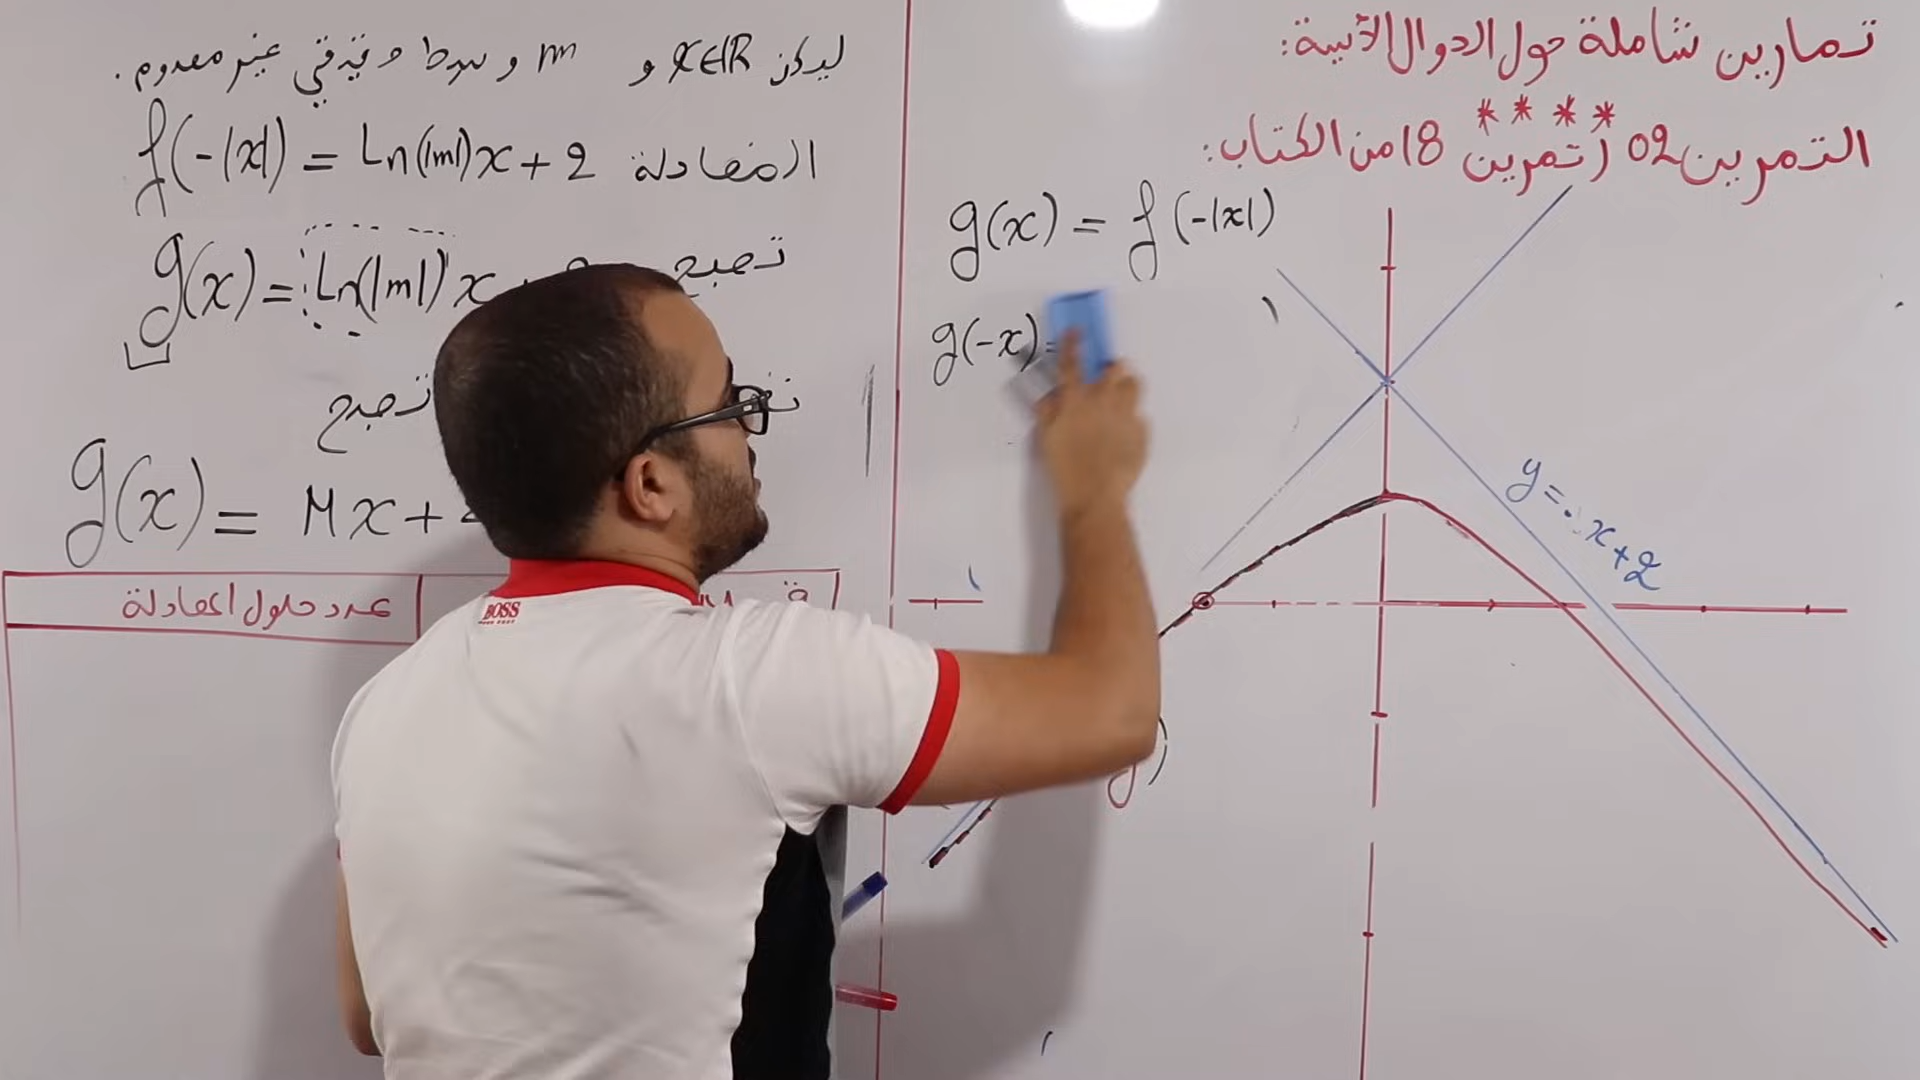 تمارين شاملة حول الدوال الأسية:
التمرين 02 (تمرين 18 من الكتاب:
****
ليكن x∈ℝ و m وسيط حقيقي غير معدوم.
المعادلة f(-|x|) = Ln(|m|)x + 2
تصبح g(x) = Ln(|m|)x
تصبح
g(x) = Mx +
عدد حلول المعادلة
g(x) = f(-|x|)
g(-x) =
y = x + 2
BOSS